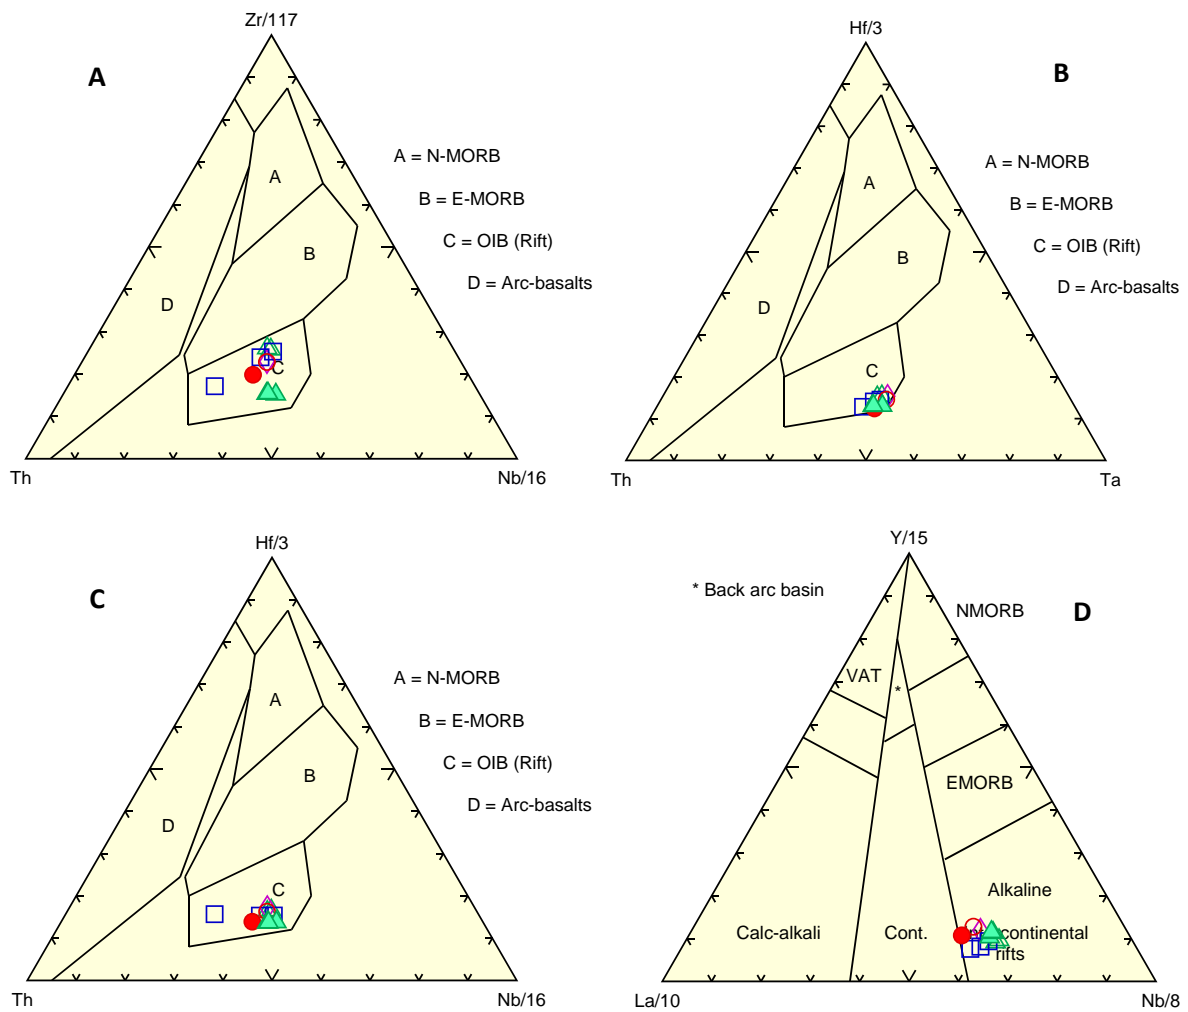 Zr/117
A
A = N-MORB
B = E-MORB
C = OIB (Rift)
D = Arc-basalts
A
B
C
D
Th
Nb/16
Hf/3
B
A = N-MORB
B = E-MORB
C = OIB (Rift)
D = Arc-basalts
A
B
C
D
Th
Ta
Hf/3
C
A = N-MORB
B = E-MORB
C = OIB (Rift)
D = Arc-basalts
A
B
C
D
Th
Nb/16
Y/15
* Back arc basin
D
NMORB
VAT
*
EMORB
Alkaline
Calc-alkali
Cont.
continental
rifts
La/10
Nb/8